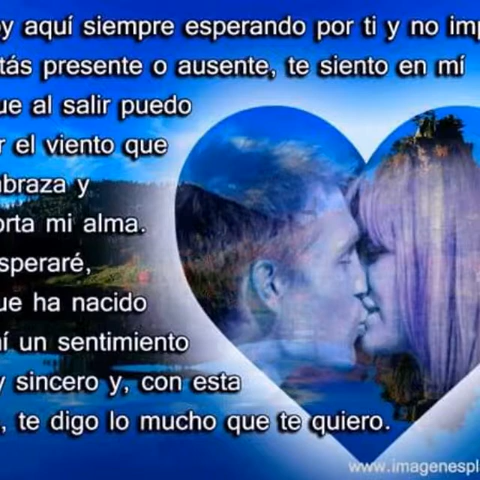 y aquí siempre esperando por ti y no imp
tás presente o ausente, te siento en mí
ue al salir puedo
r el viento que
braza y
orta mi alma.
speraré,
ue ha nacido
í un sentimiento
y sincero y, con esta
, te digo lo mucho que te quiero.
www.imagenespl